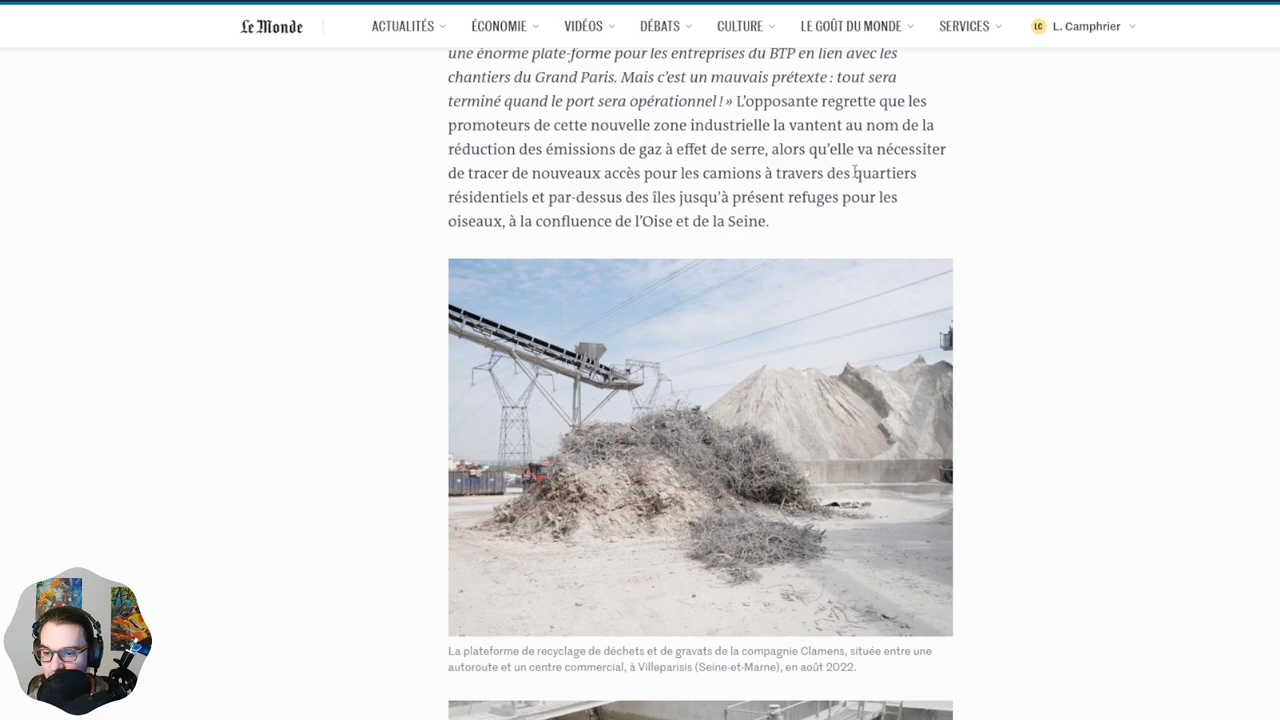 Le Monde
ACTUALITÉS ÉCONOMIE VIDÉOS DÉBATS CULTURE LE GOÛT DU MONDE SERVICES LC L. Camphrier
une énorme plate-forme pour les entreprises du BTP en lien avec les
chantiers du Grand Paris. Mais c’est un mauvais prétexte : tout sera
terminé quand le port sera opérationnel ! » L’opposante regrette que les
promoteurs de cette nouvelle zone industrielle la vantent au nom de la
réduction des émissions de gaz à effet de serre, alors qu’elle va nécessiter
de tracer de nouveaux accès pour les camions à travers des quartiers
résidentiels et par-dessus des îles jusqu’à présent refuges pour les
oiseaux, à la confluence de l’Oise et de la Seine.
La plateforme de recyclage de déchets et de gravats de la compagnie Clamens, située entre une
autoroute et un centre commercial, à Villeparisis (Seine-et-Marne), en août 2022.